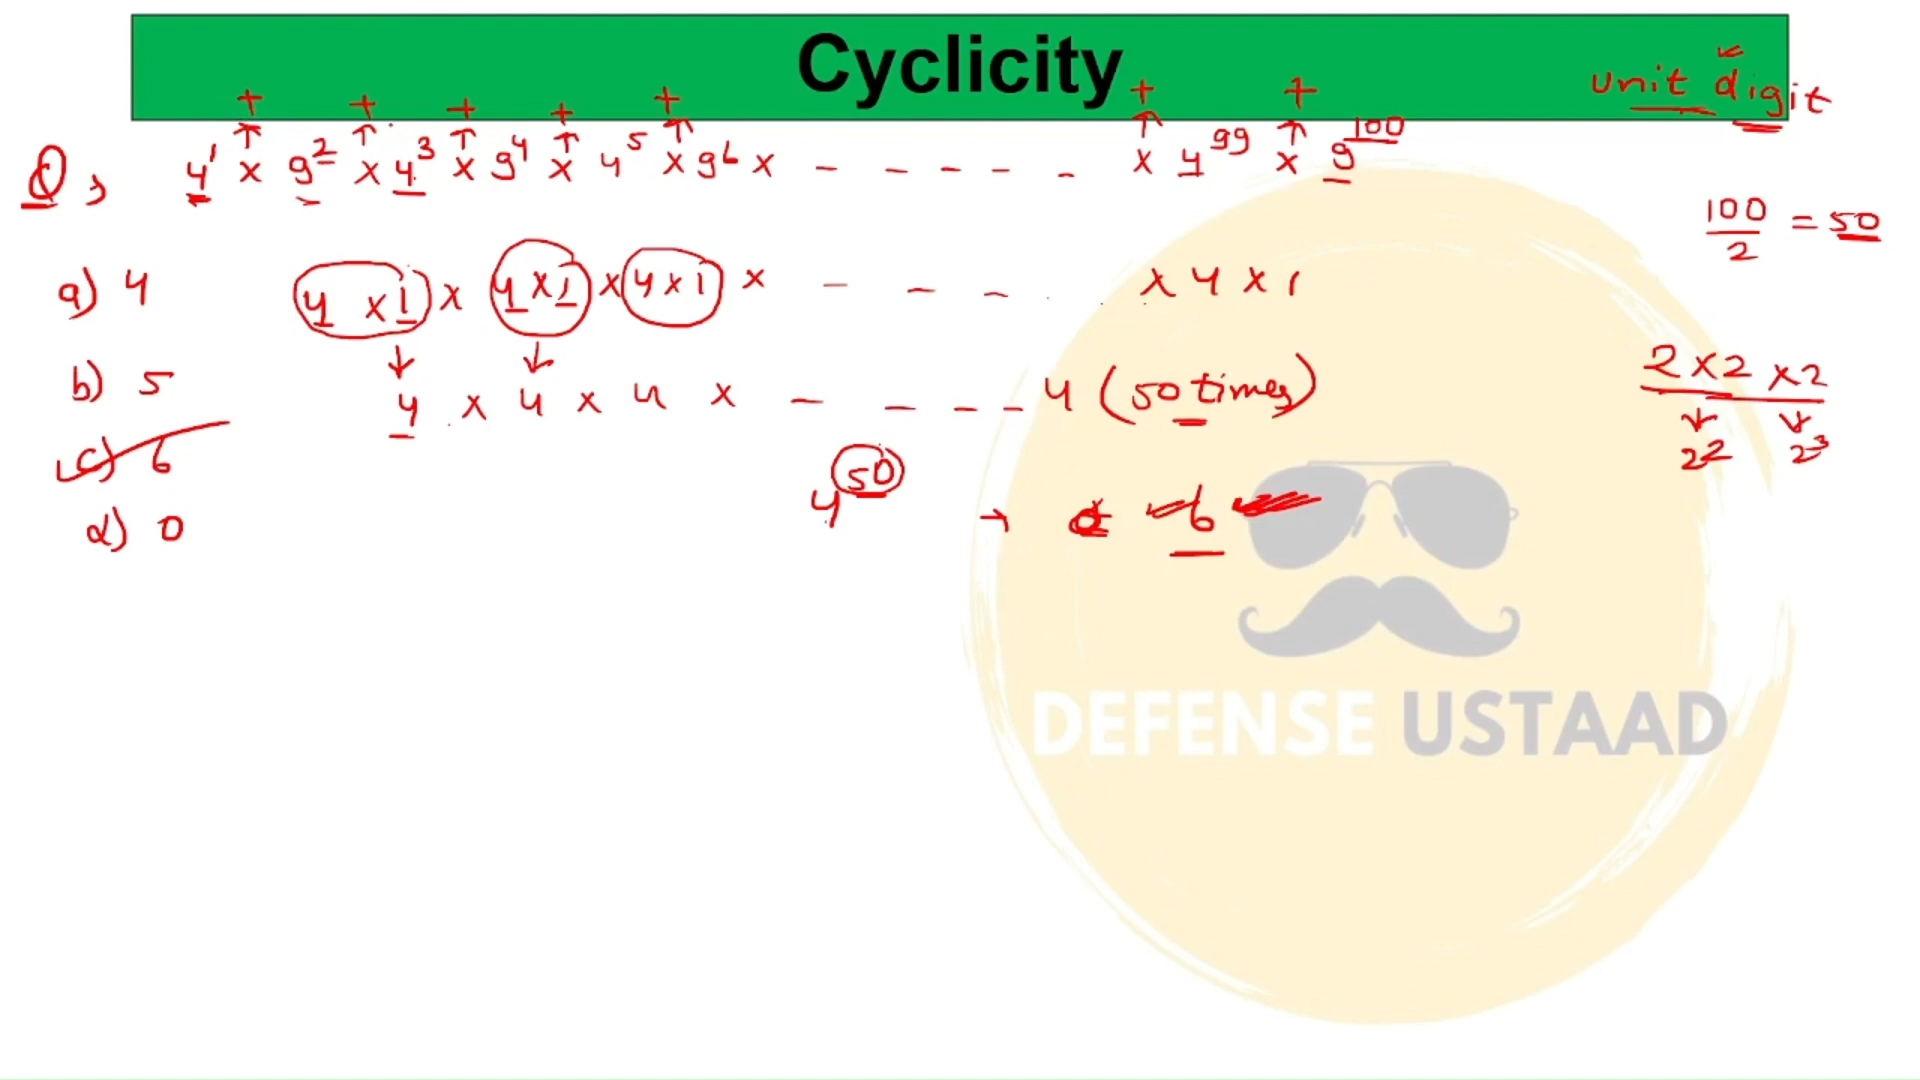 Cyclicity
unit digit
+ + + + + + +
Q, 4¹ x 9² x 4³ x 9⁴ x 4⁵ x 9⁶ x - - - - - x 4⁹⁹ x 9¹⁰⁰
100/2 = 50
a) 4 4 x 1 x 4 x 1 x 4 x 1 x - - - x 4 x 1
2 x 2 x 2
b) 5 4 x 4 x 4 x - - - - 4 (50 times)
2² 2³
c) 6 4⁵⁰ → 6
d) 0
DEFENSE USTAAD